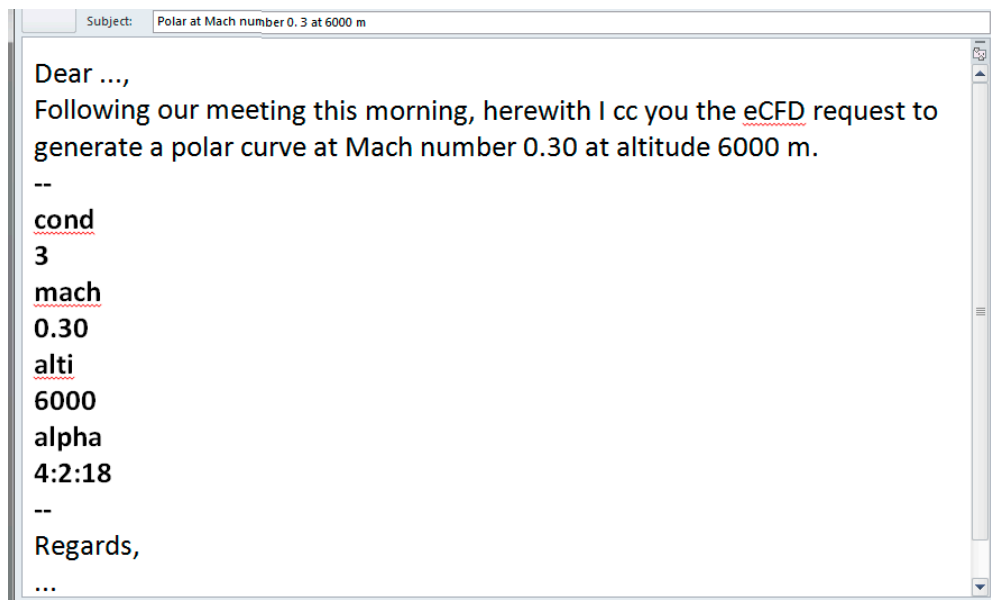 Subject: Polar at Mach number 0. 3 at 6000 m
Dear ...,
Following our meeting this morning, herewith I cc you the eCFD request to
generate a polar curve at Mach number 0.30 at altitude 6000 m.
--
cond
3
mach
0.30
alti
6000
alpha
4:2:18
--
Regards,
...